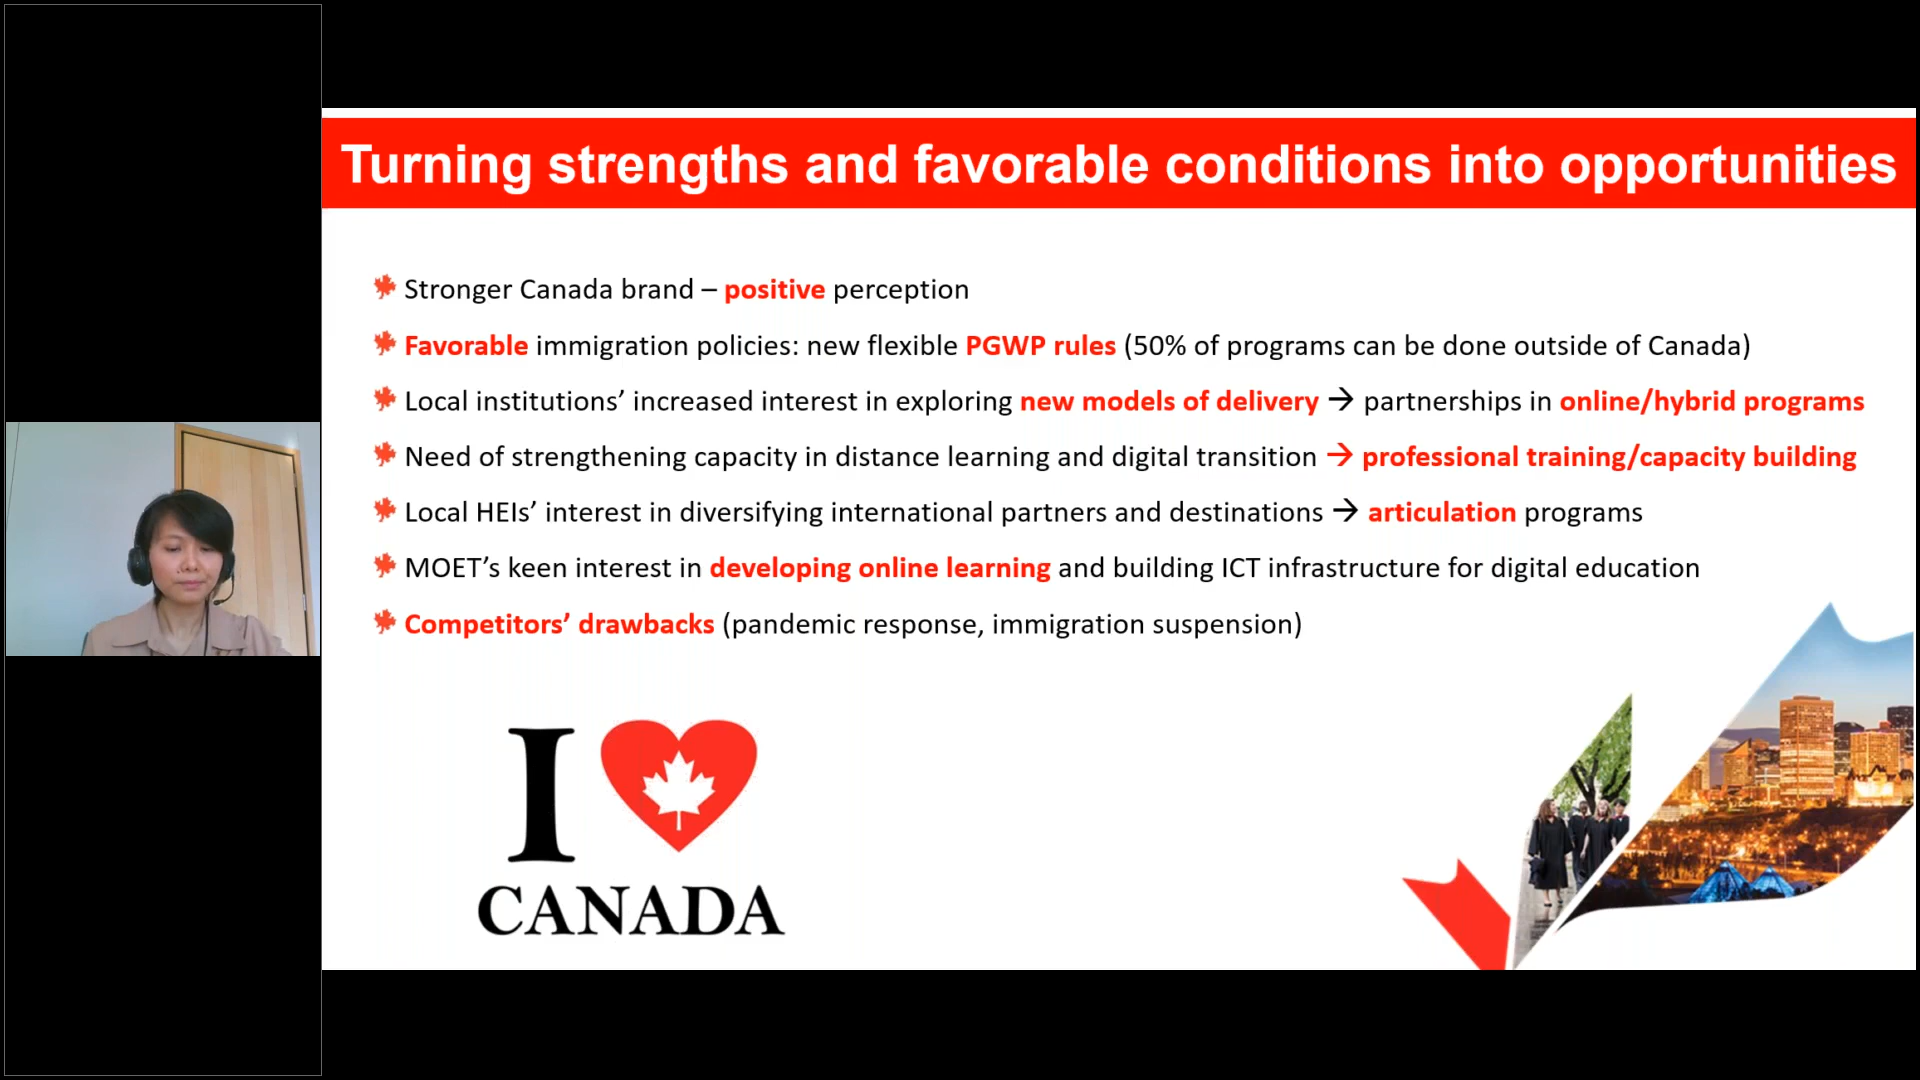 Turning strengths and favorable conditions into opportunities
Stronger Canada brand – positive perception
Favorable immigration policies: new flexible PGWP rules (50% of programs can be done outside of Canada)
Local institutions’ increased interest in exploring new models of delivery → partnerships in online/hybrid programs
Need of strengthening capacity in distance learning and digital transition → professional training/capacity building
Local HEIs’ interest in diversifying international partners and destinations → articulation programs
MOET’s keen interest in developing online learning and building ICT infrastructure for digital education
Competitors’ drawbacks (pandemic response, immigration suspension)
I
CANADA